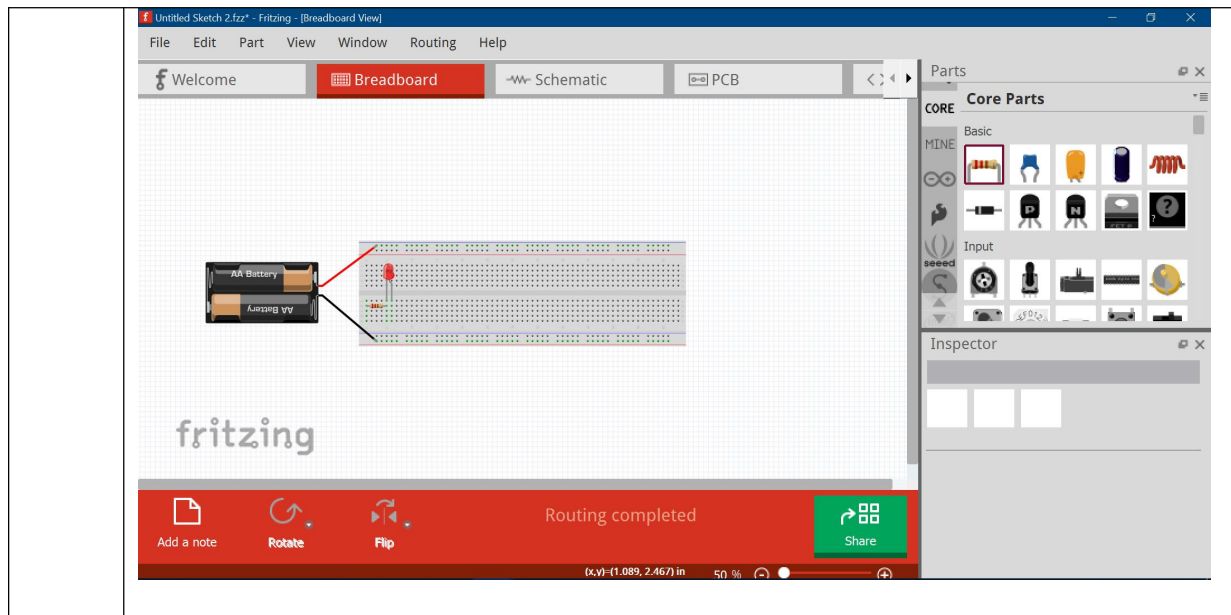 Untitled Sketch 2.fzz* - Fritzing - [Breadboard View]
File Edit Part View Window Routing Help
Welcome Breadboard Schematic PCB
Parts
CORE Core Parts
Basic
MINE
Input
seeed
AA Battery
AA Battery
Inspector
fritzing
Routing completed
Add a note Rotate Flip Share
(x,y)=(1.089, 2.467) in 50 %